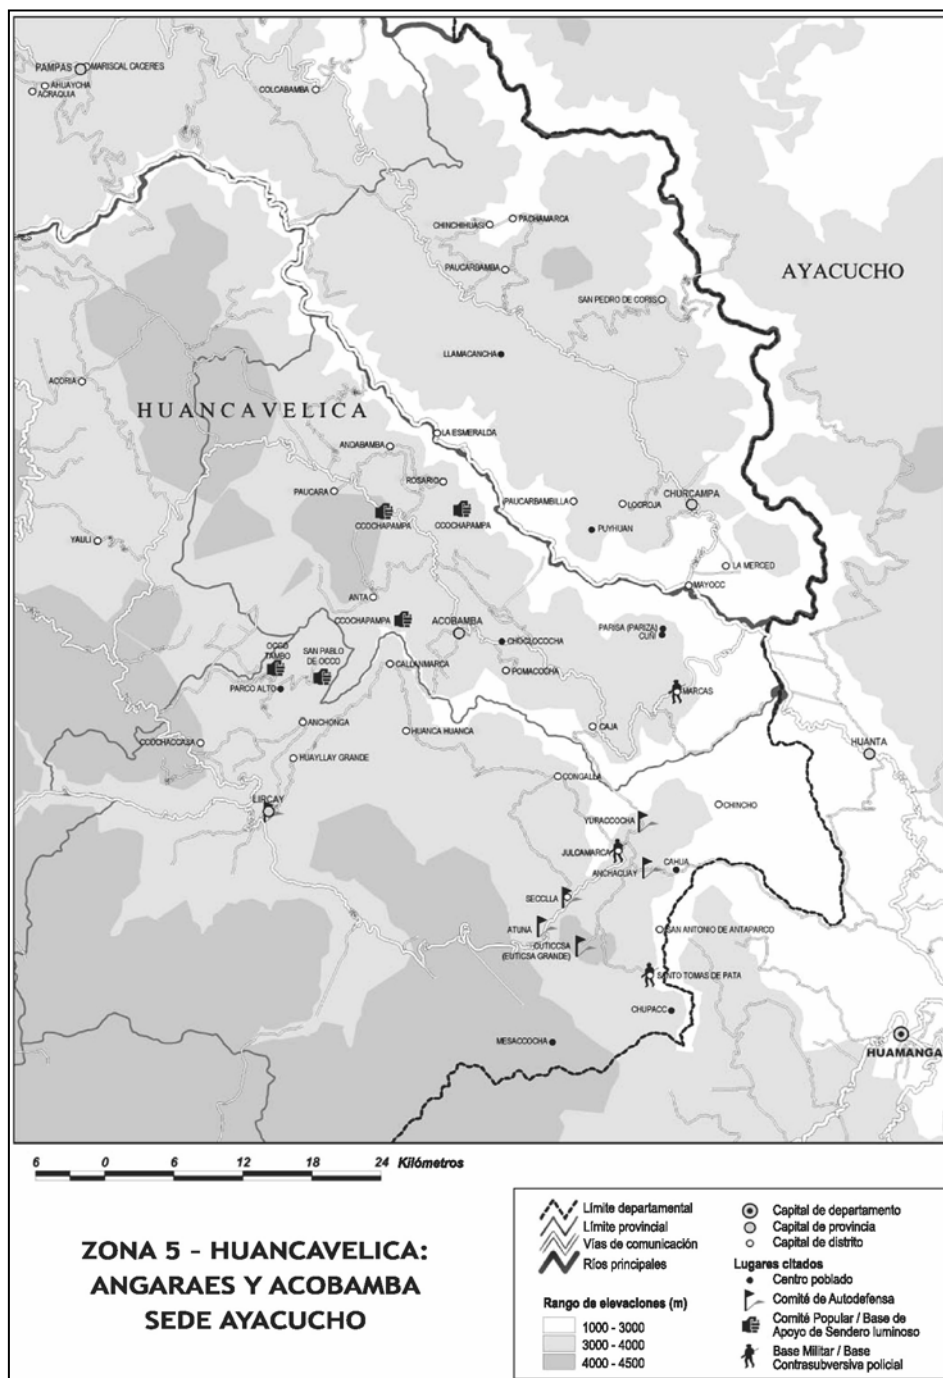 PAMPAS
MARISCAL CACERES
AHUAYCHA
ACRAQUIA
COLCABAMBA
CHINCHIHUASI
PACHAMARCA
PAUCARBAMBA
AYACUCHO
SAN PEDRO DE CORIS
LLAMACANCHA
ACORIA
HUANCAVELICA
LA ESMERALDA
ANDABAMBA
ROSARIO
PAUCARA
PAUCARBAMBILLA
LOCROJA
CHURCAMPA
CCOCHAPAMPA
CCOCHAPAMPA
PUYHUAN
YAULI
LA MERCED
MAYOCC
ANTA
CCOCHAPAMPA
ACOBAMBA
PARISA (PARIZA)
CUÑI
CHOGLOCOCHA
OCCO
TAMBO
SAN PABLO
DE OCCO
CALLANMARCA
POMACOCHA
PARCO ALTO
MARCAS
ANCHONGA
HUANCA HUANCA
CAJA
CCOCHACCASA
HUANTA
HUAYLLAY GRANDE
CONGALLA
LIRCAY
CHINCHO
YURACCOCHA
JULCAMARCA
ANCHAGUAY
CAHUA
SECCLLA
ATUNA
CUTICCSA
(EUTICSA GRANDE)
SAN ANTONIO DE ANTAPARCO
SANTO TOMAS DE PATA
CHUPACC
MESACCOCHA
HUAMANGA
6 0 6 12 18 24 Kilómetros
ZONA 5 - HUANCAVELICA:
ANGARAES Y ACOBAMBA
SEDE AYACUCHO
Límite departamental
Límite provincial
Vías de comunicación
Ríos principales
Rango de elevaciones (m)
1000 - 3000
3000 - 4000
4000 - 4500
Capital de departamento
Capital de provincia
Capital de distrito
Lugares citados
Centro poblado
Comité de Autodefensa
Comité Popular / Base de
Apoyo de Sendero luminoso
Base Militar / Base
Contrasubversiva policial